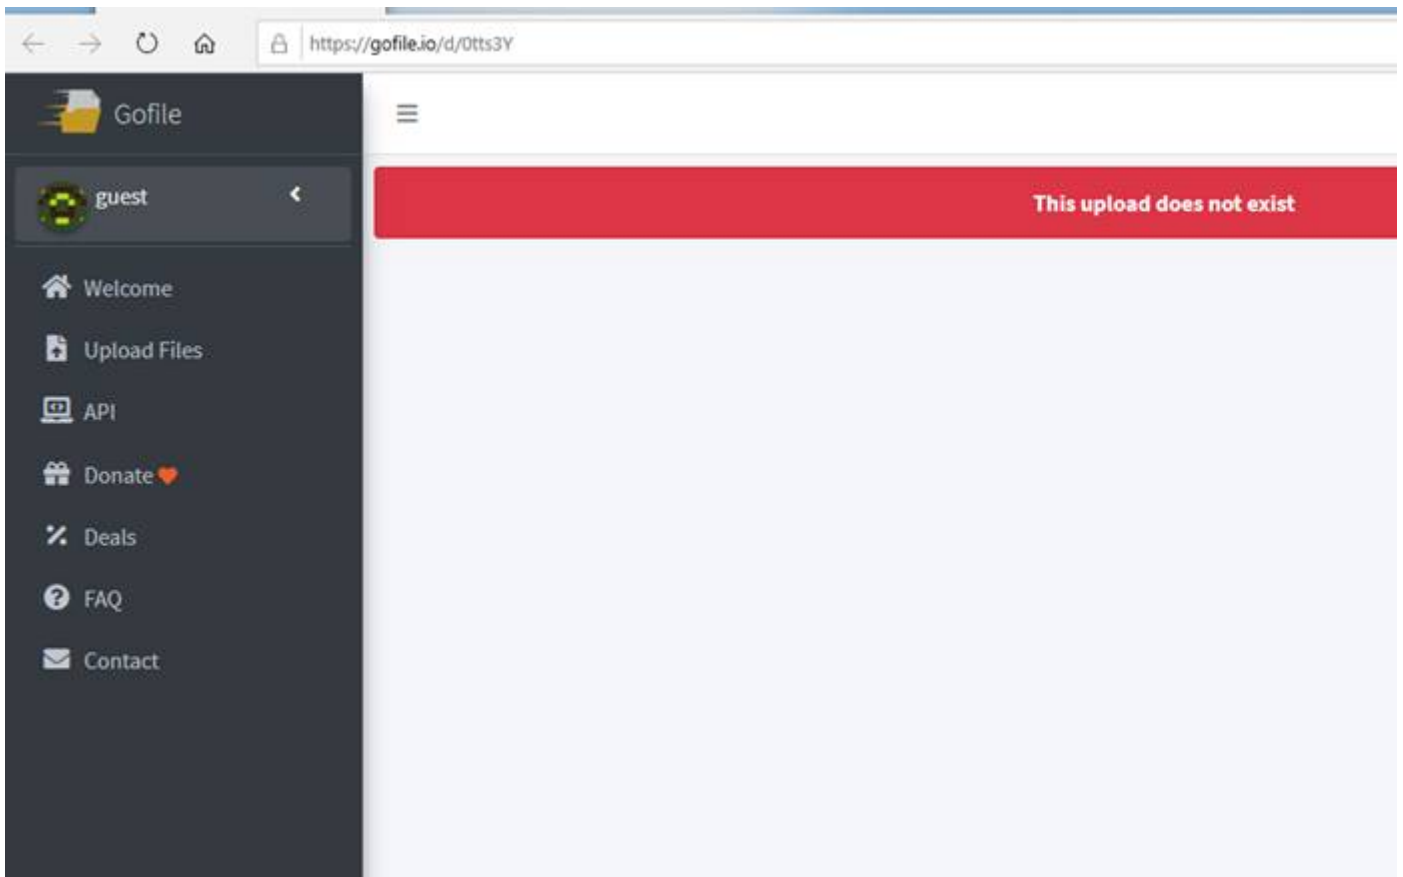 https://gofile.io/d/0tts3Y
Gofile
guest
This upload does not exist
Welcome
Upload Files
API
Donate
Deals
FAQ
Contact